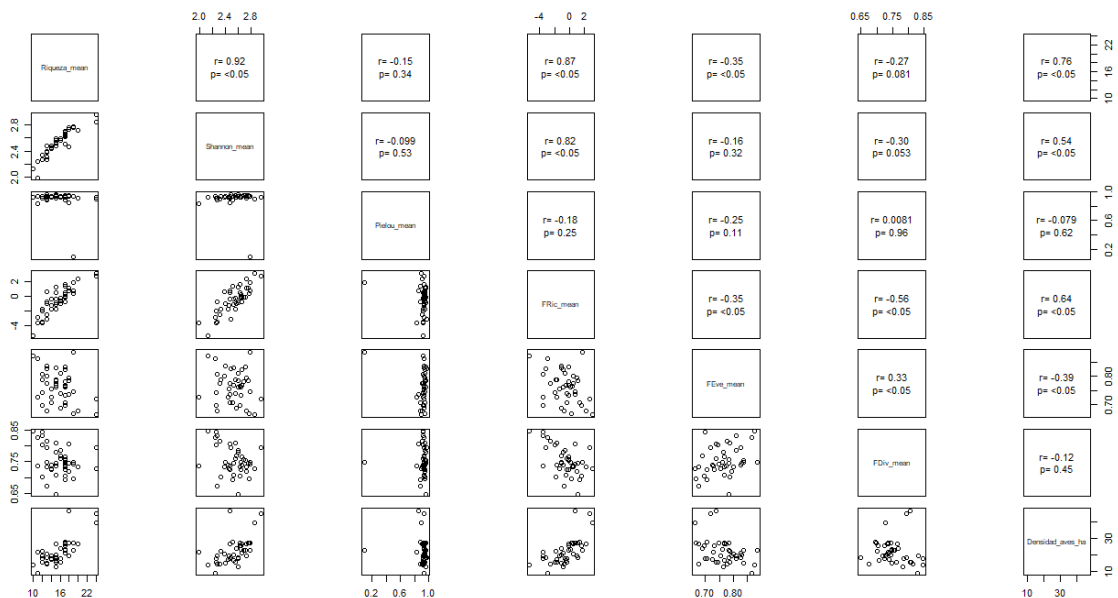 2.0 2.4 2.8 -4 0 2 0.65 0.75 0.85
Riqueza_mean r= 0.92 r= -0.15 r= 0.87 r= -0.35 r= -0.27 r= 0.76
p= <0.05 p= 0.34 p= <0.05 p= <0.05 p= 0.081 p= <0.05
10 16 22
2.0 2.4 2.8
Shannon_mean r= -0.099 r= 0.82 r= -0.16 r= -0.30 r= 0.54
p= 0.53 p= <0.05 p= 0.32 p= 0.053 p= <0.05
Pielou_mean r= -0.18 r= -0.25 r= 0.0081 r= -0.079
p= 0.25 p= 0.11 p= 0.96 p= 0.62
0.2 0.6 1.0
-4 0 2
FRic_mean r= -0.35 r= -0.56 r= 0.64
p= <0.05 p= <0.05 p= <0.05
FEve_mean r= 0.33 r= -0.39
p= <0.05 p= <0.05
0.70 0.80
0.65 0.75 0.85
FDiv_mean r= -0.12
p= 0.45
Densidad_aves_ha
10 30
10 16 22 0.2 0.6 1.0 0.70 0.80 10 30